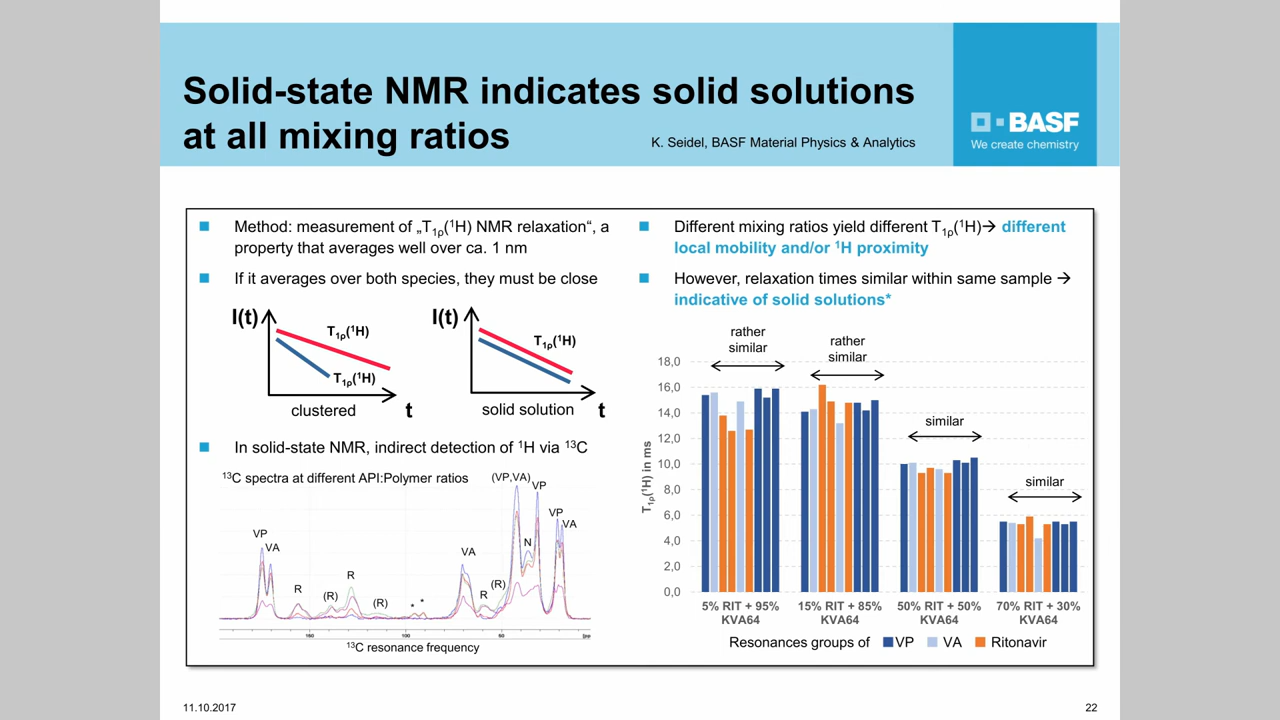 Solid-state NMR indicates solid solutions
at all mixing ratios
K. Seidel, BASF Material Physics & Analytics
BASF
We create chemistry
Method: measurement of „T1ρ(¹H) NMR relaxation“, a
property that averages well over ca. 1 nm
If it averages over both species, they must be close
I(t)
T1ρ(¹H)
T1ρ(¹H)
clustered
t
I(t)
T1ρ(¹H)
solid solution
t
In solid-state NMR, indirect detection of ¹H via ¹³C
¹³C spectra at different API:Polymer ratios
(VP,VA)
VP
VP
VA
VP
VA
R
(R)
R
(R)
*
*
VA
R
(R)
N
150
100
50
[pp
¹³C resonance frequency
Different mixing ratios yield different T1ρ(¹H)→ different
local mobility and/or ¹H proximity
However, relaxation times similar within same sample →
indicative of solid solutions*
rather
similar
rather
similar
similar
similar
T1ρ(¹H) in ms
18,0
16,0
14,0
12,0
10,0
8,0
6,0
4,0
2,0
0,0
5% RIT + 95%
KVA64
15% RIT + 85%
KVA64
50% RIT + 50%
KVA64
70% RIT + 30%
KVA64
Resonances groups of VP VA Ritonavir
11.10.2017
22